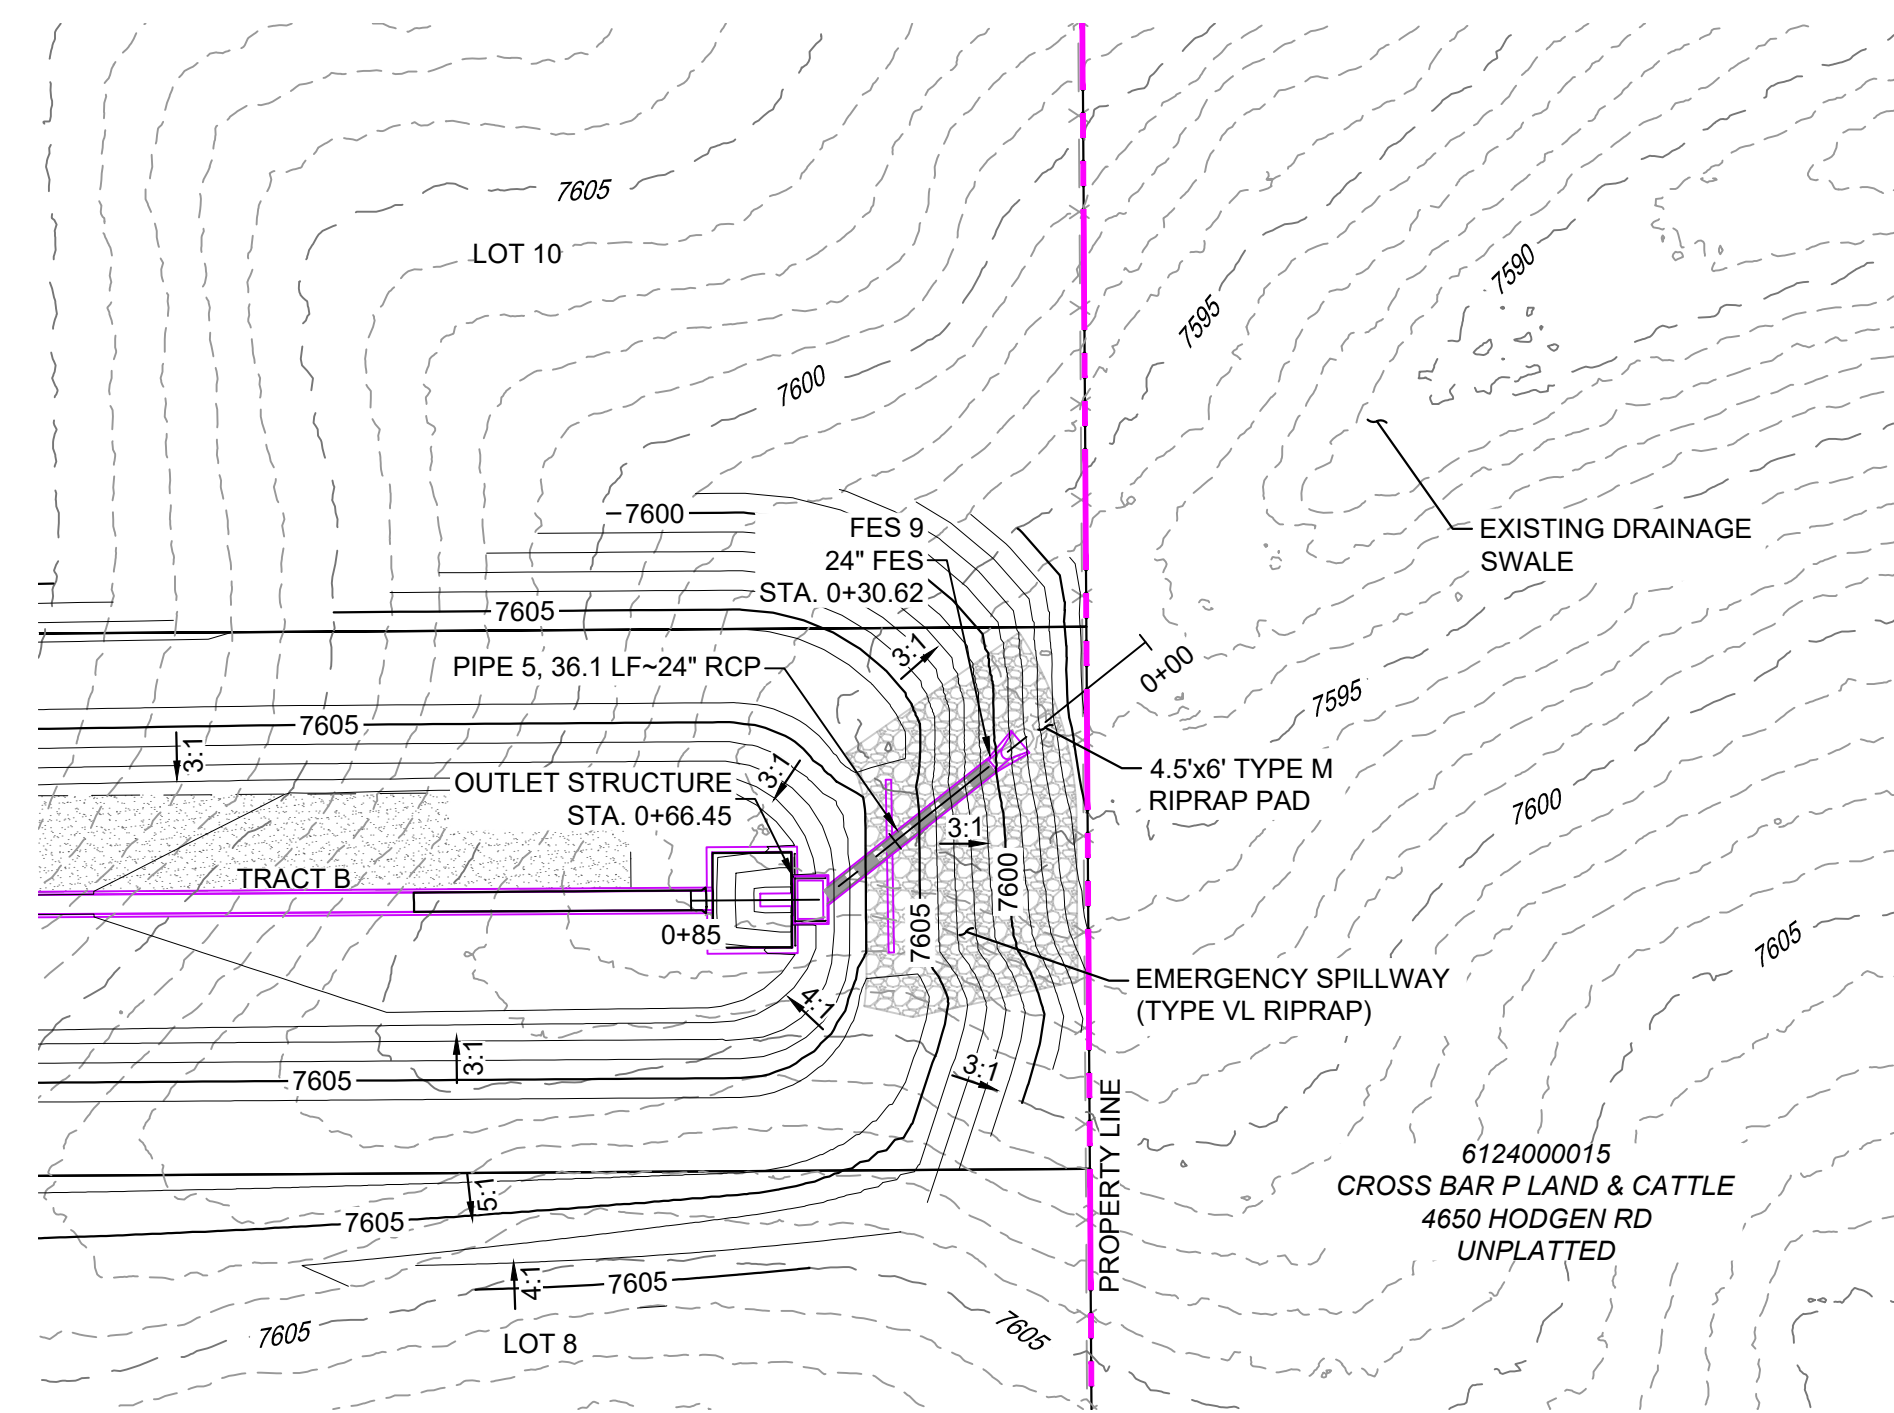 7605
LOT 10
7590
7595
7600
7600
FES 9
24" FES
STA. 0+30.62
EXISTING DRAINAGE
SWALE
7605
3:1
PIPE 5, 36.1 LF~24" RCP
0+00
7595
7605
3:1
3:1
OUTLET STRUCTURE
STA. 0+66.45
4.5'x6' TYPE M
RIPRAP PAD
7600
3:1
TRACT B
7600
7605
0+85
7605
EMERGENCY SPILLWAY
(TYPE VL RIPRAP)
4:1
3:1
3:1
7605
PROPERTY LINE
6124000015
CROSS BAR P LAND & CATTLE
4650 HODGEN RD
UNPLATTED
5:1
7605
4:1
7605
7605
7605
LOT 8